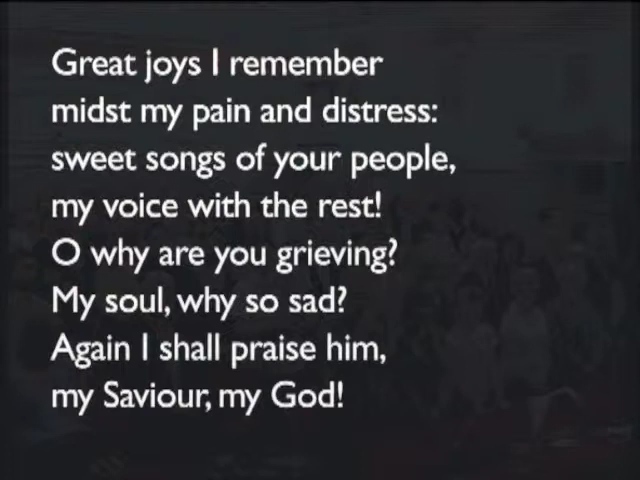 Great joys I remember
midst my pain and distress:
sweet songs of your people,
my voice with the rest!
O why are you grieving?
My soul, why so sad?
Again I shall praise him,
my Saviour, my God!